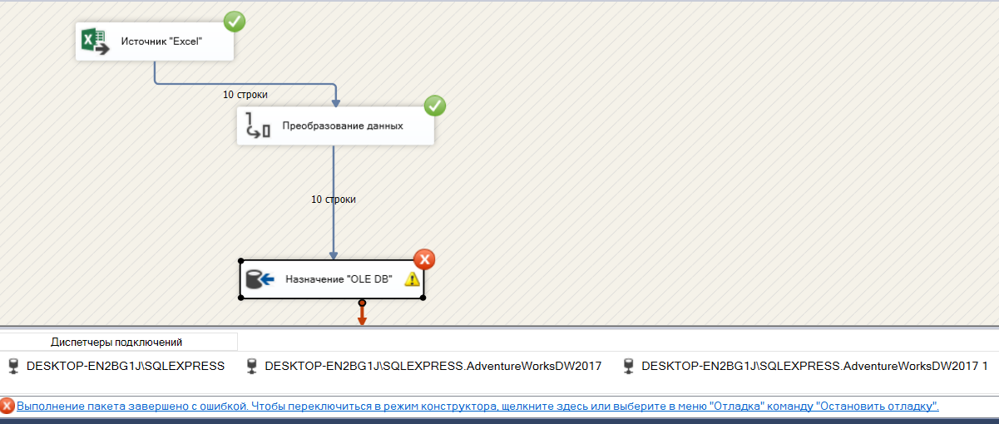 Источник "Excel"
10 строки
Преобразование данных
10 строки
Назначение "OLE DB"
Диспетчеры подключений
DESKTOP-EN2BG1J\SQLEXPRESS DESKTOP-EN2BG1J\SQLEXPRESS.AdventureWorksDW2017 DESKTOP-EN2BG1J\SQLEXPRESS.AdventureWorksDW2017 1
Выполнение пакета завершено с ошибкой. Чтобы переключиться в режим конструктора, щелкните здесь или выберите в меню "Отладка" команду "Остановить отладку".